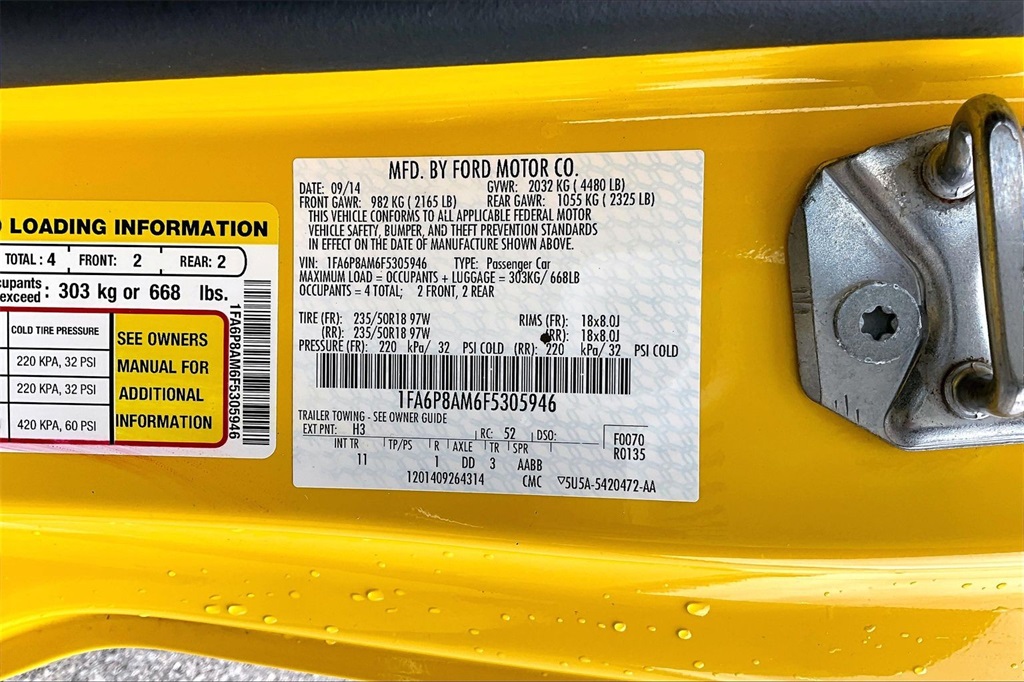 LOADING INFORMATION
TOTAL: 4 FRONT: 2 REAR: 2
exceed: 303 kg or 668 lbs.
COLD TIRE PRESSURE
220 KPA, 32 PSI
220 KPA, 32 PSI
420 KPA, 60 PSI
SEE OWNERS
MANUAL FOR
ADDITIONAL
INFORMATION
1FA6P8AM6F5305946
MFD. BY FORD MOTOR CO.
DATE: 09/14 GVWR: 2032 KG ( 4480 LB)
FRONT GAWR: 982 KG ( 2165 LB) REAR GAWR: 1055 KG ( 2325 LB)
THIS VEHICLE CONFORMS TO ALL APPLICABLE FEDERAL MOTOR
VEHICLE SAFETY, BUMPER, AND THEFT PREVENTION STANDARDS
IN EFFECT ON THE DATE OF MANUFACTURE SHOWN ABOVE.
VIN: 1FA6P8AM6F5305946 TYPE: Passenger Car
MAXIMUM LOAD = OCCUPANTS + LUGGAGE = 303KG/ 668LB
OCCUPANTS = 4 TOTAL; 2 FRONT, 2 REAR
TIRE (FR): 235/50R18 97W RIMS (FR): 18x8.0J
(RR): 235/50R18 97W (RR): 18x8.0J
PRESSURE (FR): 220 kPa/ 32 PSI COLD (RR): 220 kPa/ 32 PSI COLD
1FA6P8AM6F5305946
TRAILER TOWING - SEE OWNER GUIDE
EXT PNT: H3 RC: 52 DSO: F0070
R0135
INT TR TP/PS R AXLE TR SPR
11 1 DD 3 AABB
1201409264314 CMC ▽5U5A-5420472-AA